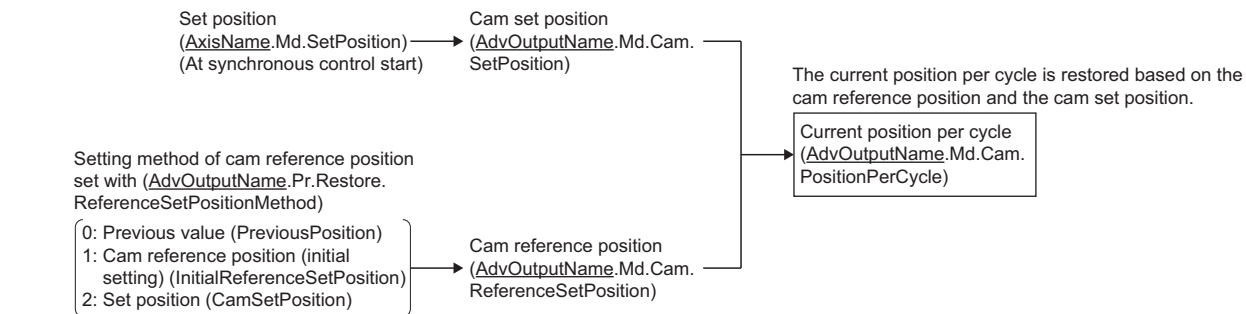 Set position
(AxisName.Md.SetPosition)
(At synchronous control start)
Cam set position
(AdvOutputName.Md.Cam.
SetPosition)
The current position per cycle is restored based on the
cam reference position and the cam set position.
Current position per cycle
(AdvOutputName.Md.Cam.
PositionPerCycle)
Setting method of cam reference position
set with (AdvOutputName.Pr.Restore.
ReferenceSetPositionMethod)
0: Previous value (PreviousPosition)
1: Cam reference position (initial
setting) (InitialReferenceSetPosition)
2: Set position (CamSetPosition)
Cam reference position
(AdvOutputName.Md.Cam.
ReferenceSetPosition)